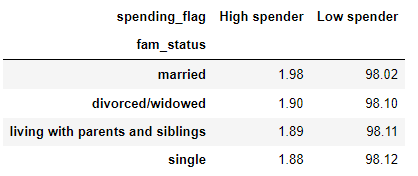 spending_flag High spender Low spender
fam_status
married 1.98 98.02
divorced/widowed 1.90 98.10
living with parents and siblings 1.89 98.11
single 1.88 98.12